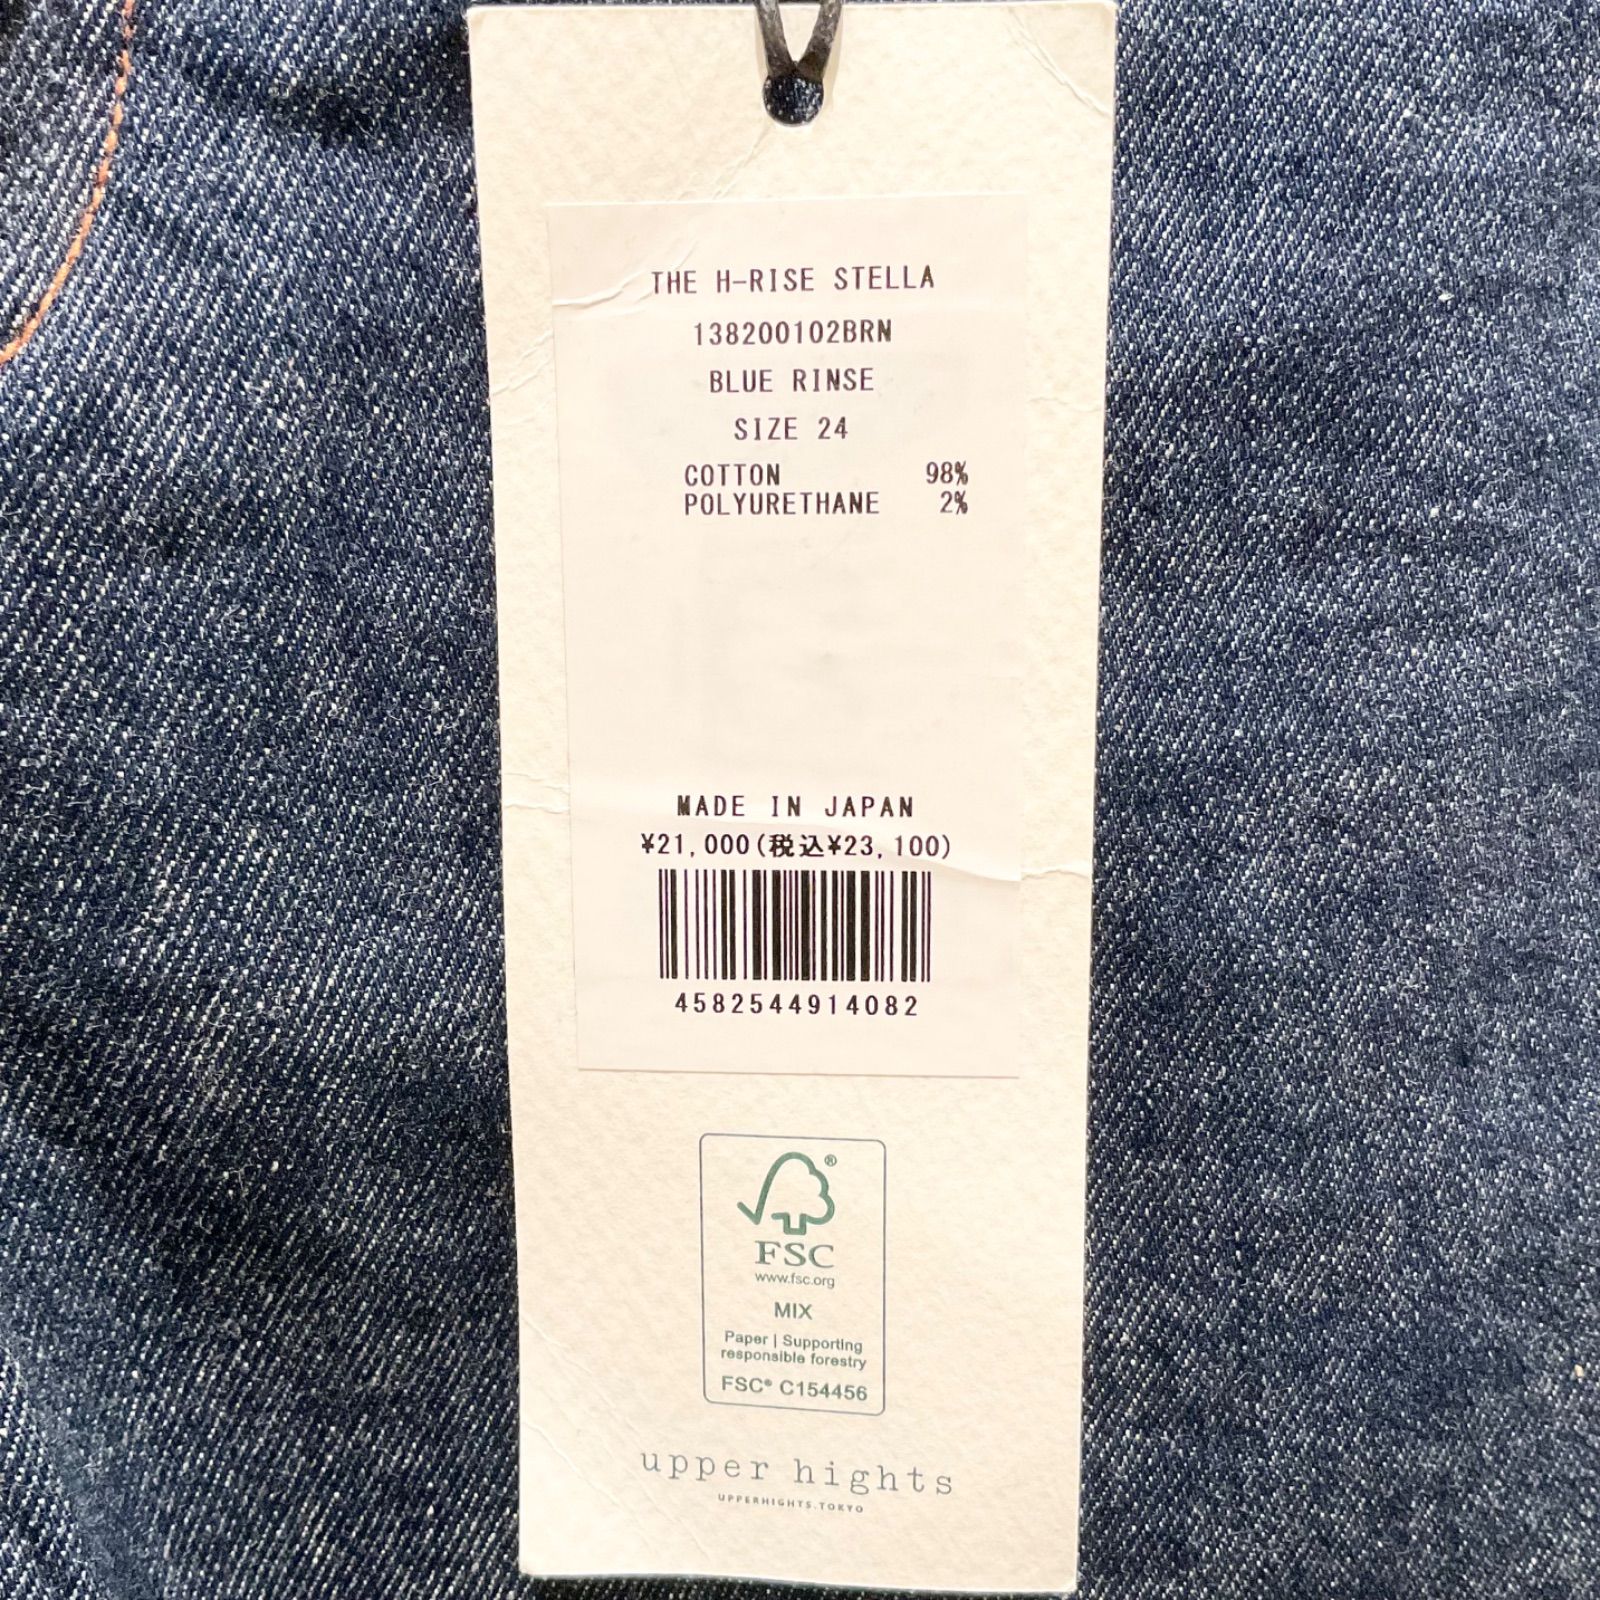 THE H-RISE STELLA
138200102BRN
BLUE RINSE
SIZE 24
COTTON 98%
POLYURETHANE 2%
MADE IN JAPAN
¥21,000(税込¥23,100)
4582544914082
®
FSC
www.fsc.org
MIX
Paper | Supporting
responsible forestry
FSC® C154456
upper hights
UPPERHIGHTS.TOKYO